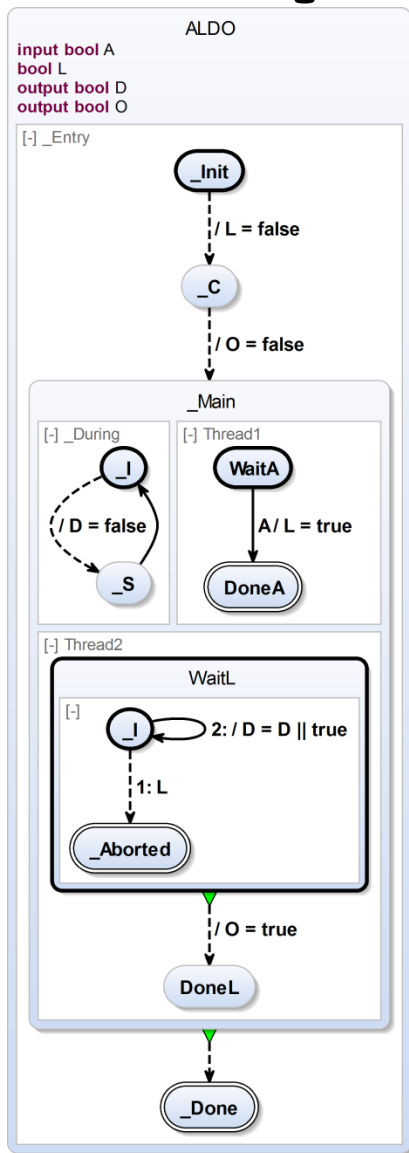 ALDO
input bool A
bool L
output bool D
output bool O
[-] _Entry
_Init
/ L = false
_C
/ O = false
_Main
[-] _During
_I
/ D = false
_S
[-] Thread1
WaitA
A / L = true
DoneA
[-] Thread2
WaitL
[-]
_I
2: / D = D || true
1: L
_Aborted
/ O = true
DoneL
_Done